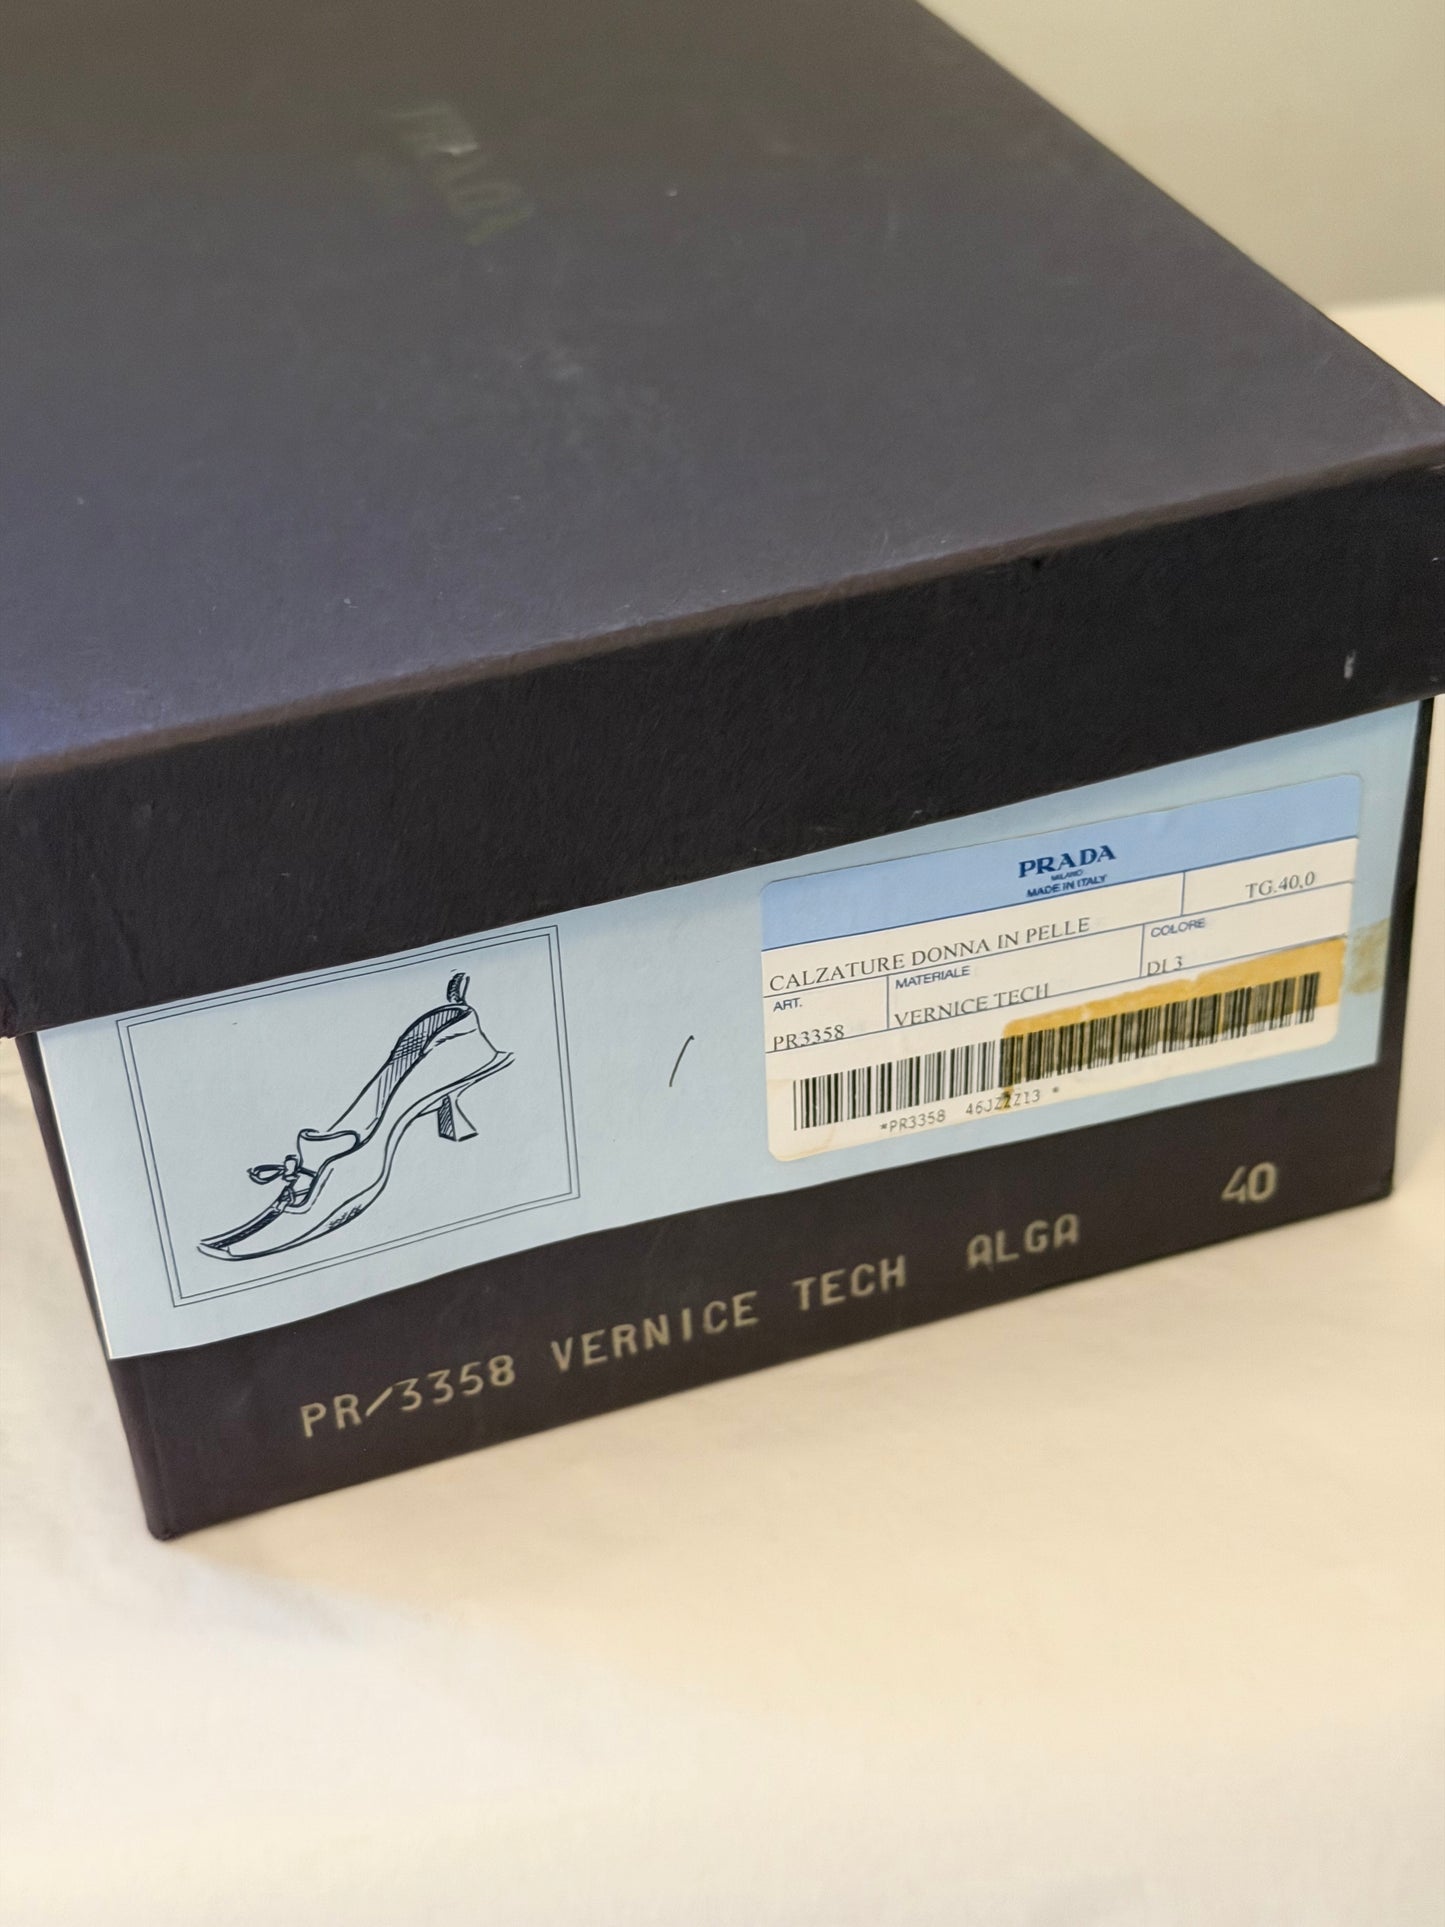 PRADA
PRADA
MILANO
MADE IN ITALY
TG.40,0
CALZATURE DONNA IN PELLE
ART.
MATERIALE
COLORE
PR3358
VERNICE TECH
DL3
*PR3358
PR/3358 VERNICE TECH ALGA 40